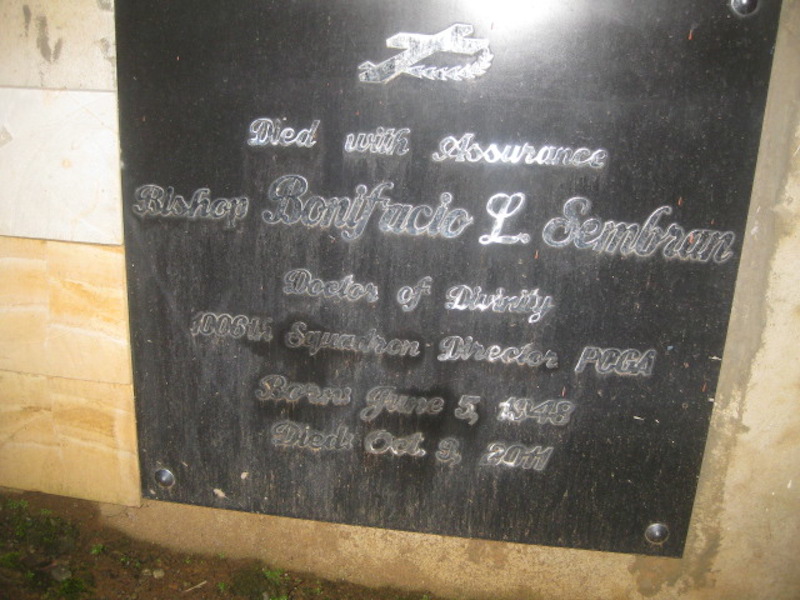 Died with Assurance
Bishop Bonifacio L. Sembran
Doctor of Divinity
Squadron Director PCGA
Born: June 5, 1948
Died: Oct. 3, 2011